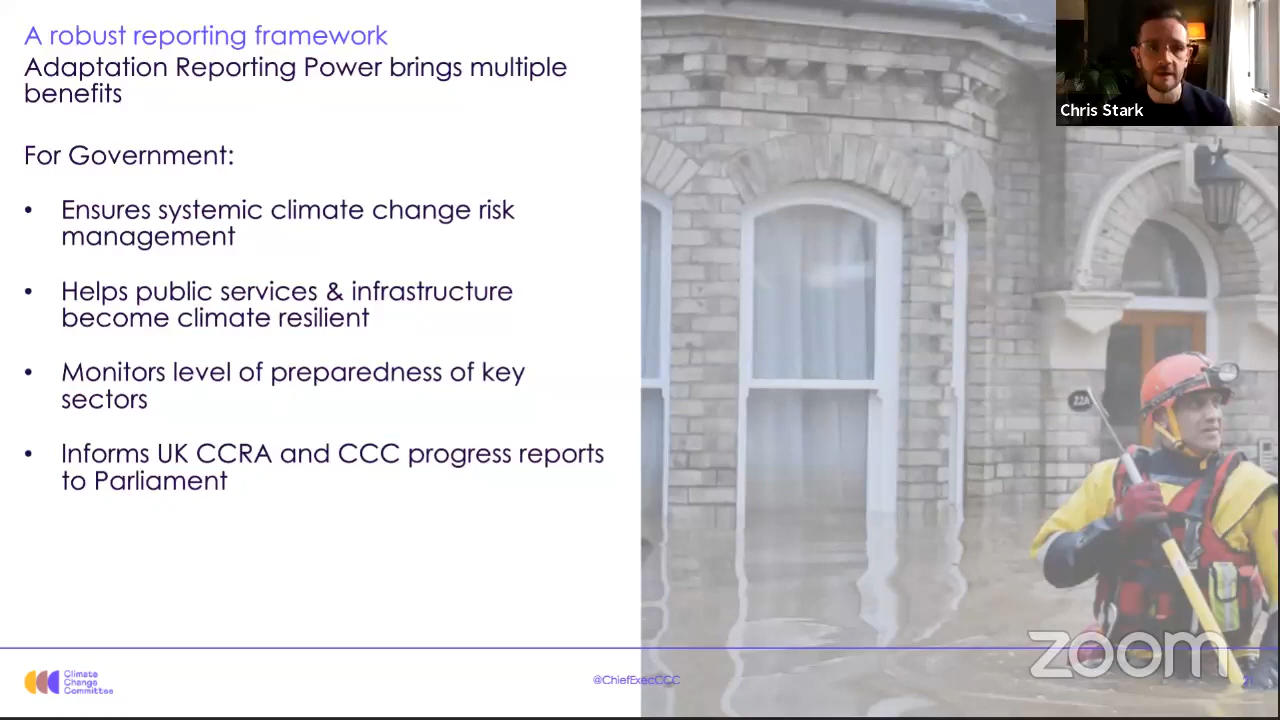 A robust reporting framework
Adaptation Reporting Power brings multiple
benefits
For Government:
• Ensures systemic climate change risk
management
• Helps public services & infrastructure
become climate resilient
• Monitors level of preparedness of key
sectors
• Informs UK CCRA and CCC progress reports
to Parliament
Chris Stark
22A
Climate
Change
Committee
@ChiefExecCCC
zoom